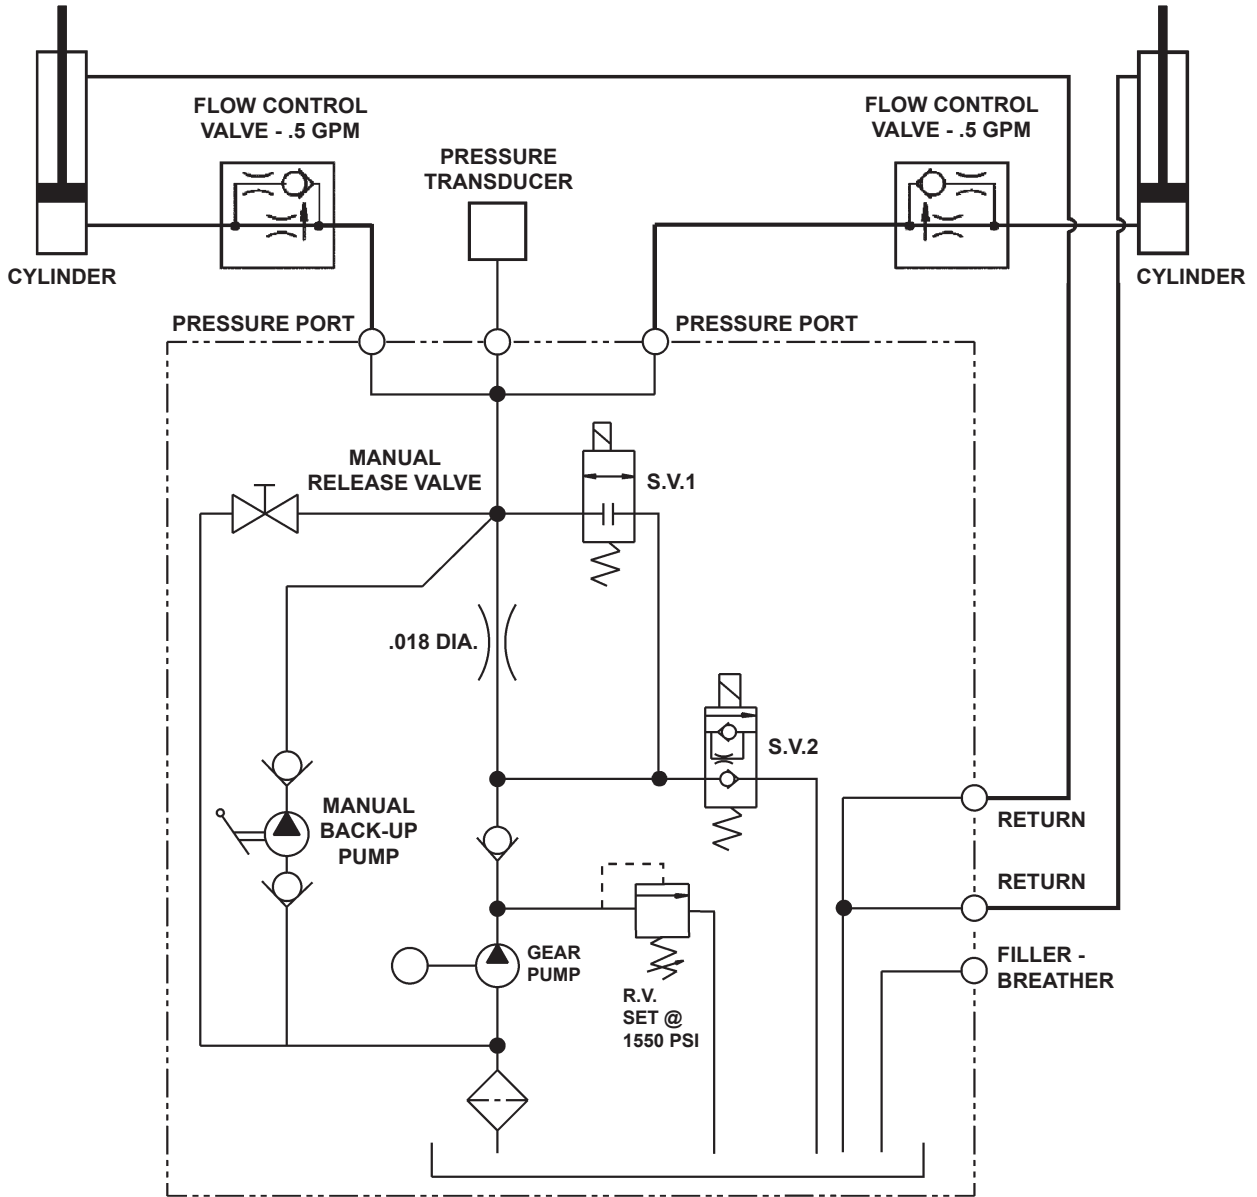 FLOW CONTROL
VALVE - .5 GPM
FLOW CONTROL
VALVE - .5 GPM
PRESSURE
TRANSDUCER
CYLINDER
CYLINDER
PRESSURE PORT
PRESSURE PORT
MANUAL
RELEASE VALVE
S.V.1
.018 DIA.
S.V.2
MANUAL
BACK-UP
PUMP
RETURN
RETURN
GEAR
PUMP
FILLER -
BREATHER
R.V.
SET @
1550 PSI